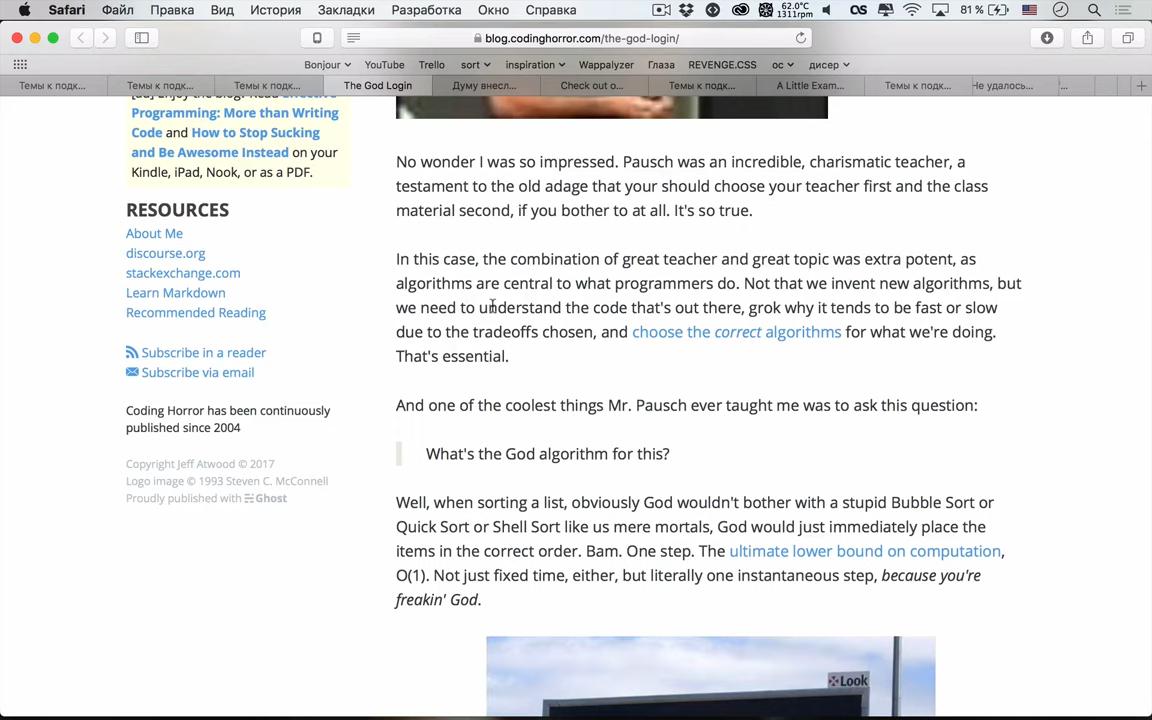 Safari Файл Правка Вид История Закладки Разработка Окно Справка 62.0°C 1311rpm 81 %
blog.codinghorror.com/the-god-login/
Bonjour YouTube Trello sort inspiration Wappalyzer Глаза REVENGE.CSS ос дисер
Темы к подк... Темы к подк... Темы к подк... The God Login Думу внесл... Check out o... Темы к подк... A Little Exam... Темы к подк... Не удалось... ...
[ad] Enjoy the blog? Read Effective
Programming: More than Writing
Code and How to Stop Sucking
and Be Awesome Instead on your
Kindle, iPad, Nook, or as a PDF.
RESOURCES
About Me
discourse.org
stackexchange.com
Learn Markdown
Recommended Reading
Subscribe in a reader
Subscribe via email
Coding Horror has been continuously
published since 2004
Copyright Jeff Atwood © 2017
Logo image © 1993 Steven C. McConnell
Proudly published with Ghost
No wonder I was so impressed. Pausch was an incredible, charismatic teacher, a
testament to the old adage that your should choose your teacher first and the class
material second, if you bother to at all. It's so true.
In this case, the combination of great teacher and great topic was extra potent, as
algorithms are central to what programmers do. Not that we invent new algorithms, but
we need to understand the code that's out there, grok why it tends to be fast or slow
due to the tradeoffs chosen, and choose the correct algorithms for what we're doing.
That's essential.
And one of the coolest things Mr. Pausch ever taught me was to ask this question:
What's the God algorithm for this?
Well, when sorting a list, obviously God wouldn't bother with a stupid Bubble Sort or
Quick Sort or Shell Sort like us mere mortals, God would just immediately place the
items in the correct order. Bam. One step. The ultimate lower bound on computation,
O(1). Not just fixed time, either, but literally one instantaneous step, because you're
freakin' God.
Look